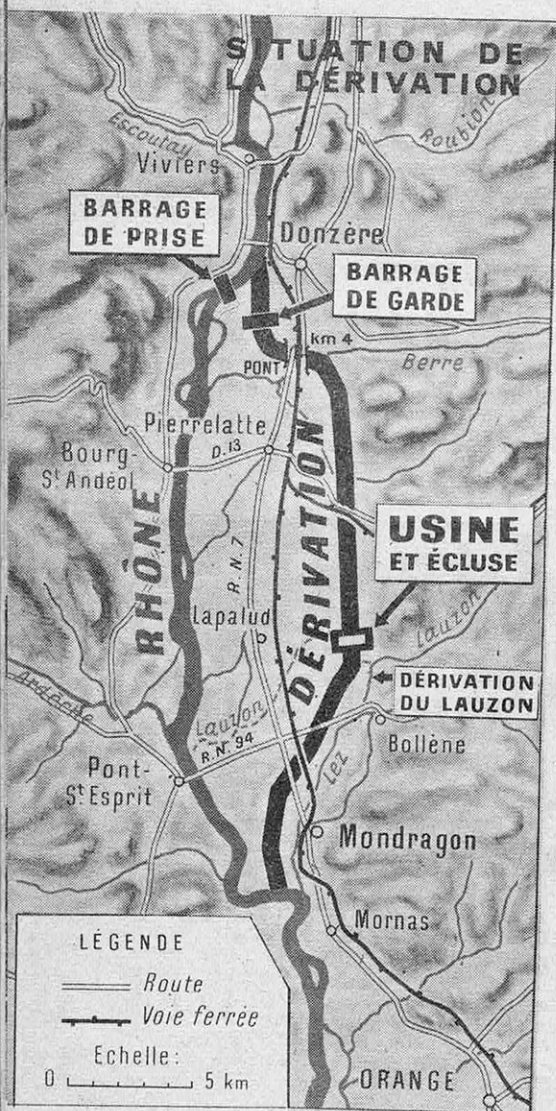 SITUATION DE
LA DÉRIVATION
Escoutay
Roubion
Viviers
BARRAGE
DE PRISE
Donzère
BARRAGE
DE GARDE
km 4
PONT
Berre
Pierrelatte
D.13
Bourg-
St Andéol
RHÔNE
DÉRIVATION
R.N.7
USINE
ET ÉCLUSE
Lapalud
Lauzon
Ardèche
Lauzon
R.N. 94
DÉRIVATION
DU LAUZON
Bollène
Lez
Pont-
St Esprit
Mondragon
Mornas
LÉGENDE
Route
Voie ferrée
Echelle:
0 5 km
ORANGE